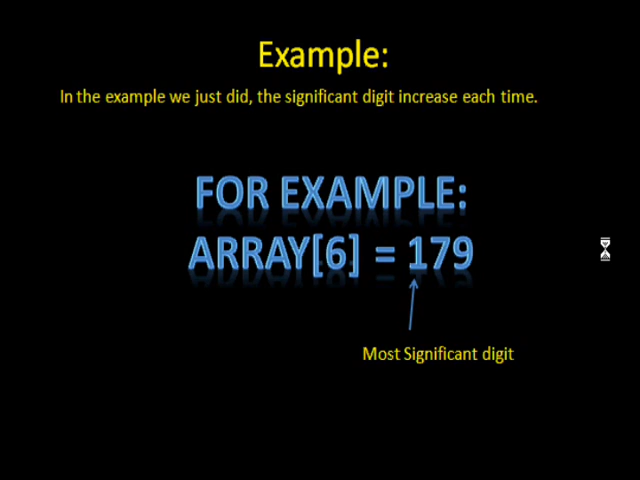 Example:
In the example we just did, the significant digit increase each time.
FOR EXAMPLE:
ARRAY[6] = 179
Most Significant digit